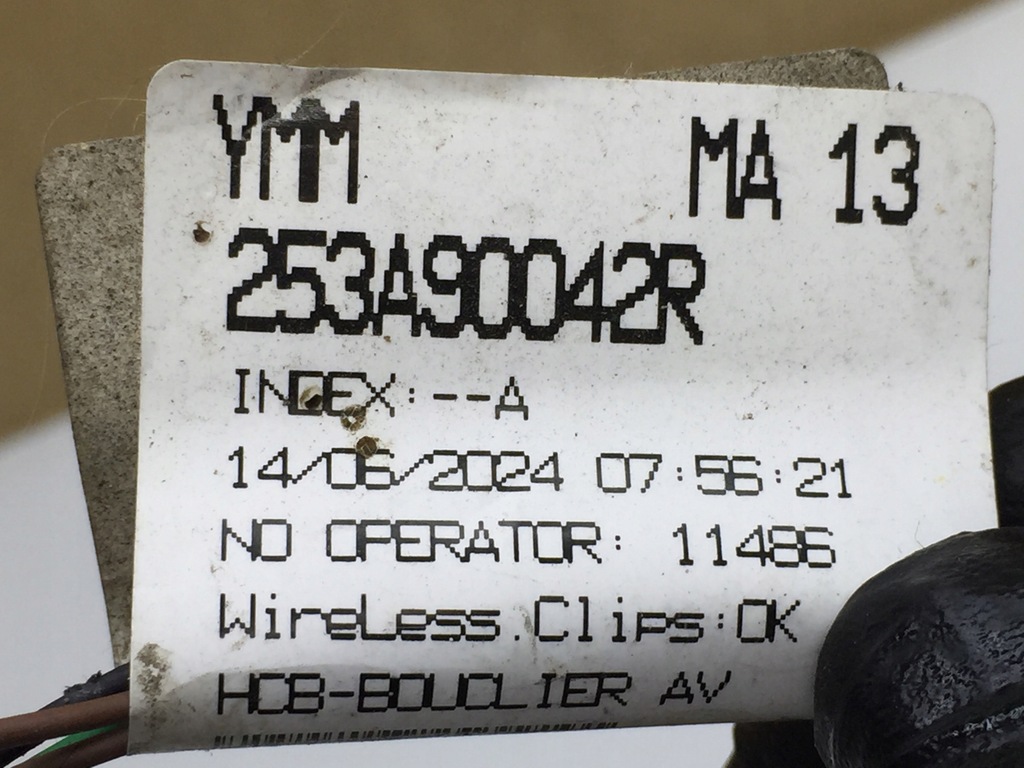 YMM MA 13
253A90042R
INDEX:--A
14/06/2024 07:56:21
NO OPERATOR: 11486
WireLess.Clips:OK
HCB-BOUCLIER AV